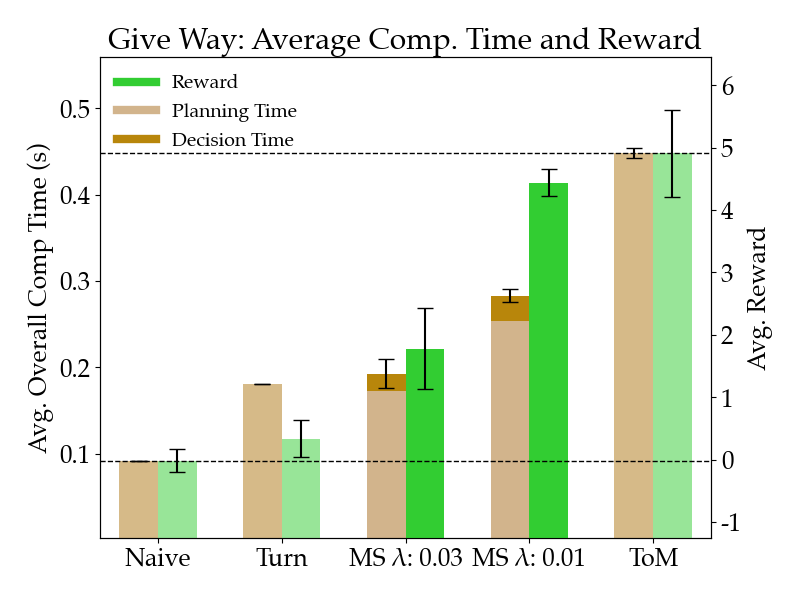 Give Way: Average Comp. Time and Reward
Reward
Planning Time
Decision Time
Avg. Overall Comp Time (s)
0.5
0.4
0.3
0.2
0.1
6
5
4
3
2
1
0
-1
Avg. Reward
Naive
Turn
MS λ: 0.03
MS λ: 0.01
ToM